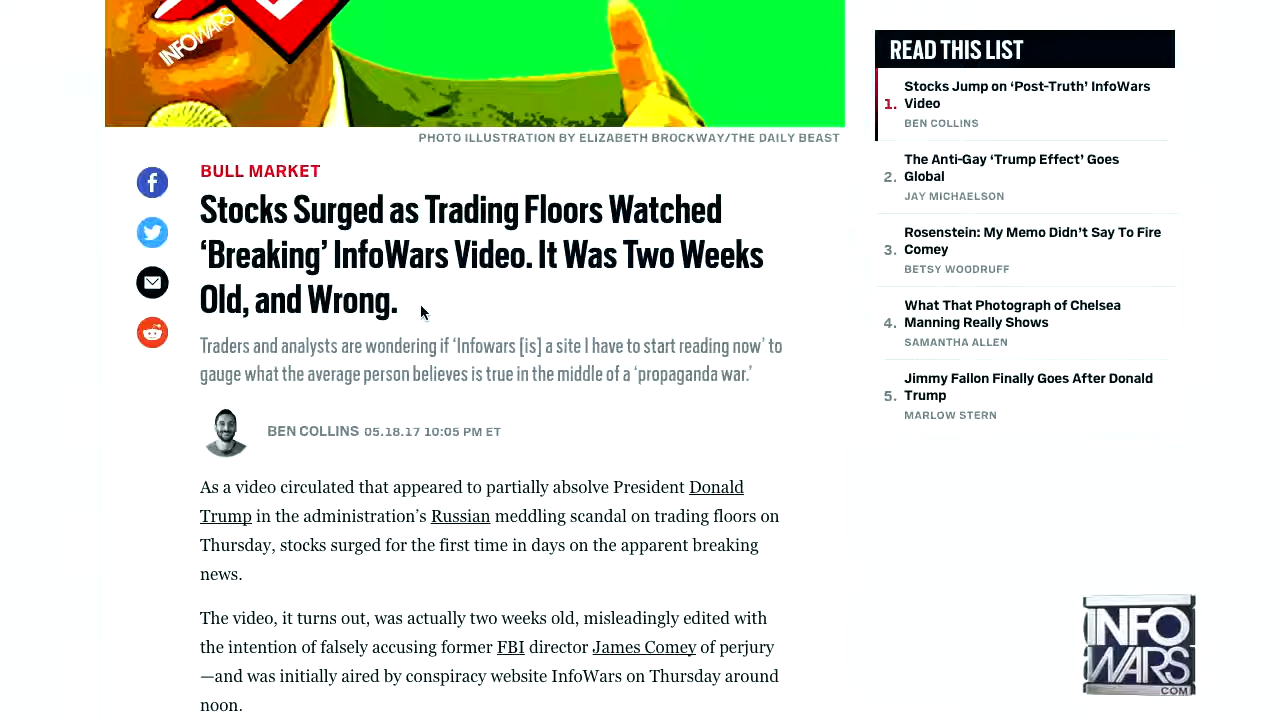 INFOWARS
PHOTO ILLUSTRATION BY ELIZABETH BROCKWAY/THE DAILY BEAST
BULL MARKET
Stocks Surged as Trading Floors Watched
‘Breaking’ InfoWars Video. It Was Two Weeks
Old, and Wrong.
Traders and analysts are wondering if ‘Infowars [is] a site I have to start reading now’ to
gauge what the average person believes is true in the middle of a ‘propaganda war.’
BEN COLLINS 05.18.17 10:05 PM ET
As a video circulated that appeared to partially absolve President Donald
Trump in the administration’s Russian meddling scandal on trading floors on
Thursday, stocks surged for the first time in days on the apparent breaking
news.
The video, it turns out, was actually two weeks old, misleadingly edited with
the intention of falsely accusing former FBI director James Comey of perjury
—and was initially aired by conspiracy website InfoWars on Thursday around
noon.
READ THIS LIST
1. Stocks Jump on ‘Post-Truth’ InfoWars
Video
BEN COLLINS
2. The Anti-Gay ‘Trump Effect’ Goes
Global
JAY MICHAELSON
3. Rosenstein: My Memo Didn’t Say To Fire
Comey
BETSY WOODRUFF
4. What That Photograph of Chelsea
Manning Really Shows
SAMANTHA ALLEN
5. Jimmy Fallon Finally Goes After Donald
Trump
MARLOW STERN
INFO
WARS
.COM